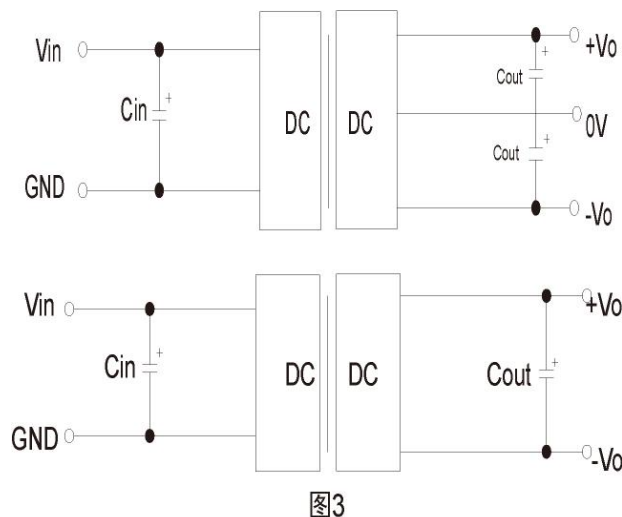 Vin
+Vo
Cout
+
Cin
+
DC
DC
0V
Cout
+
GND
-Vo
Vin
+Vo
Cin
+
DC
DC
Cout
+
GND
-Vo
图3